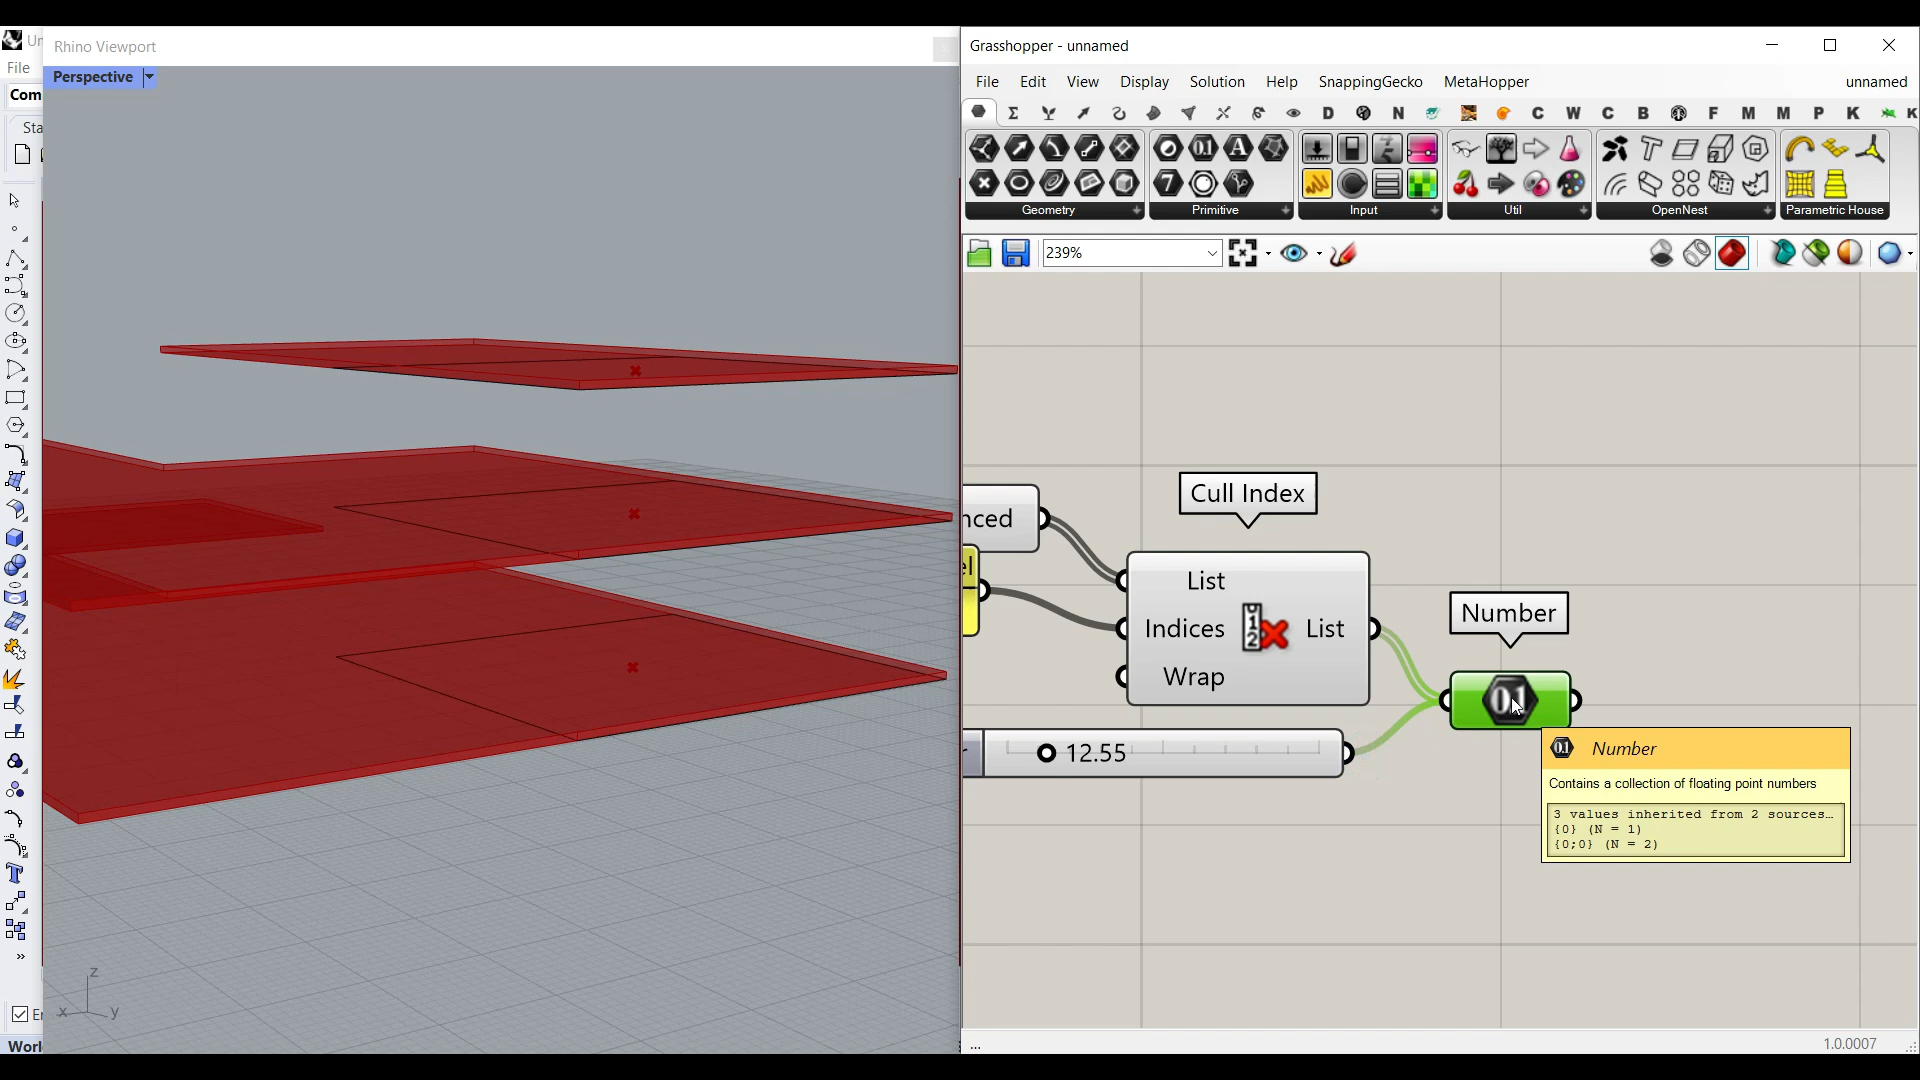 Rhino Viewport
Grasshopper - unnamed
File
File Edit View Display Solution Help SnappingGecko MetaHopper unnamed
Perspective
Com
Sta
D N C W C B F M M P K K
Geometry Primitive Input Util OpenNest Parametric House
239%
Cull Index
nced
List
Indices List
Wrap
Number
12.55
Number
Contains a collection of floating point numbers
3 values inherited from 2 sources…
{0} (N = 1)
{0;0} (N = 2)
z
x y
Worl
...
1.0.0007